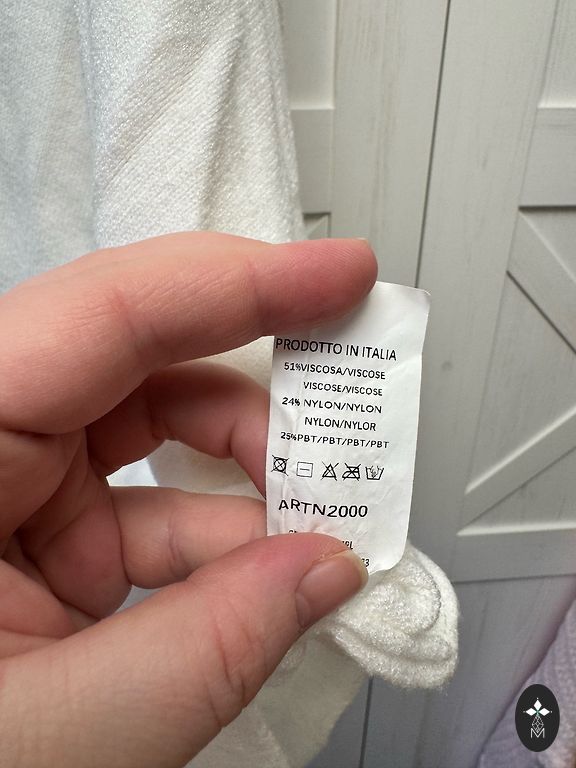 PRODOTTO IN ITALIA
51%VISCOSA/VISCOSE
VISCOSE/VISCOSE
24% NYLON/NYLON
NYLON/NYLOR
25%PBT/PBT/PBT/PBT
ARTN2000
M